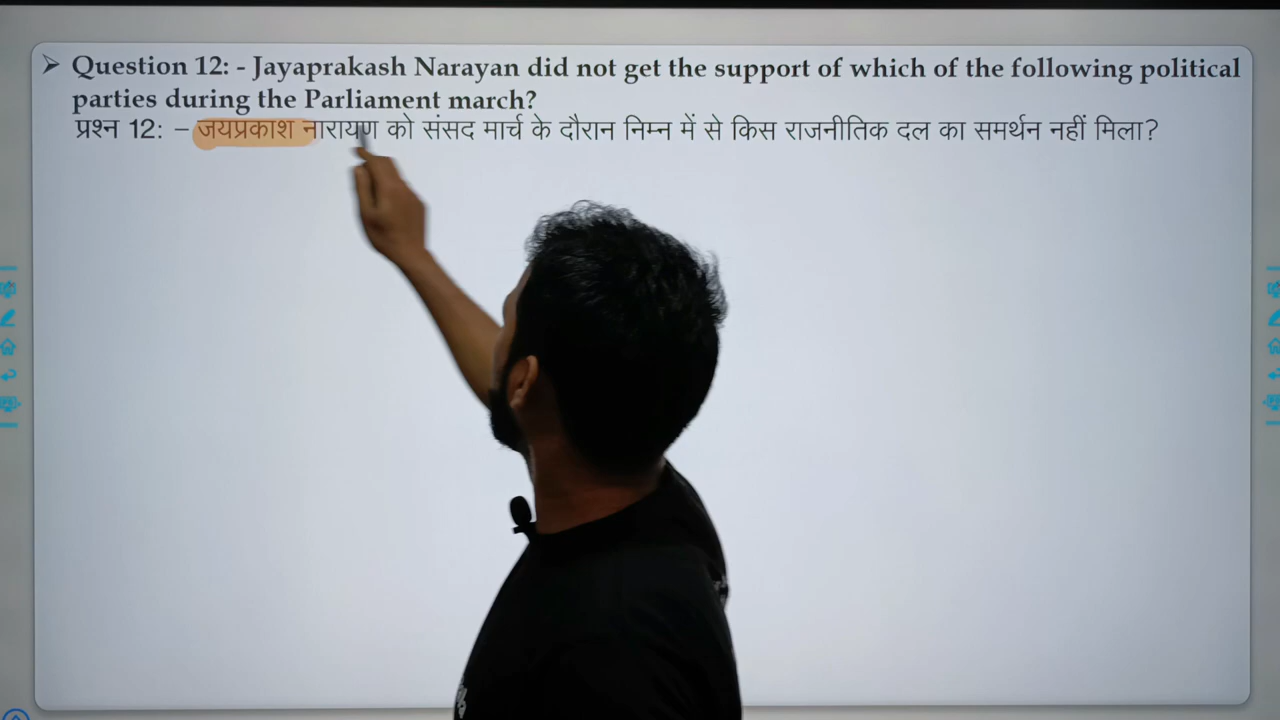 ➤ Question 12: - Jayaprakash Narayan did not get the support of which of the following political
parties during the Parliament march?
प्रश्न 12: – जयप्रकाश नारायण को संसद मार्च के दौरान निम्न में से किस राजनीतिक दल का समर्थन नहीं मिला?